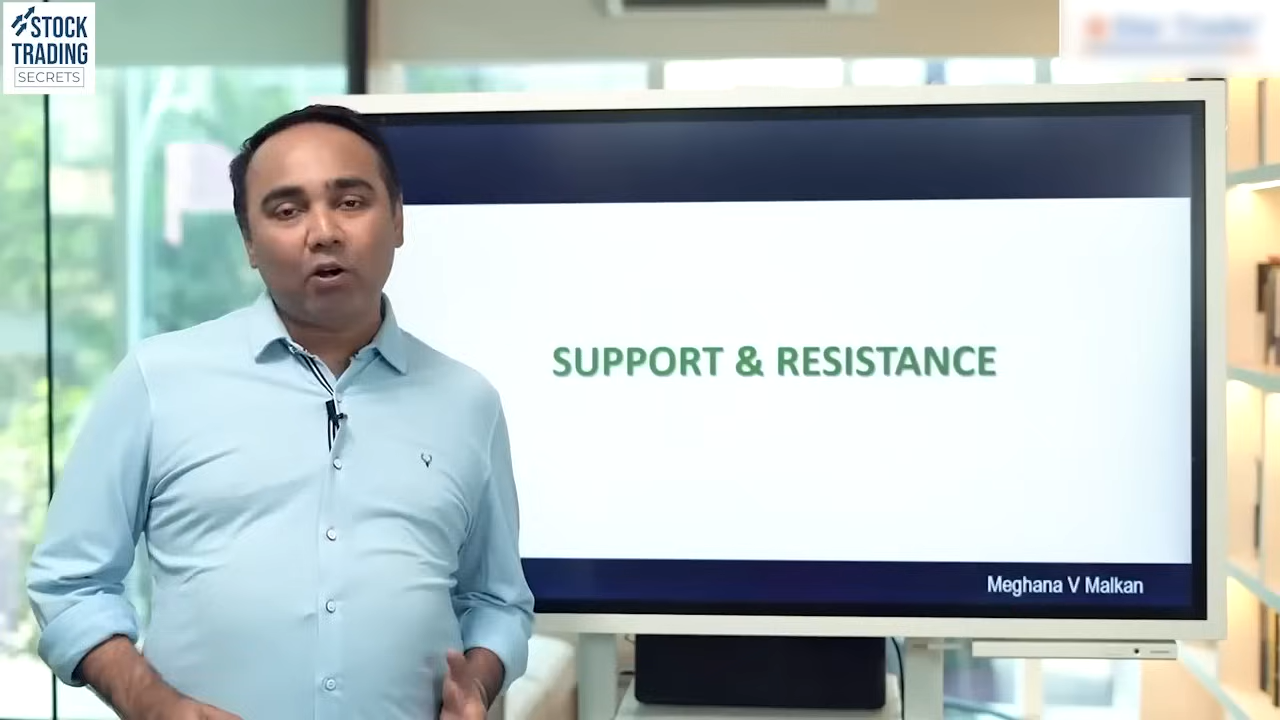 STOCK
TRADING
SECRETS
SUPPORT & RESISTANCE
Meghana V Malkan